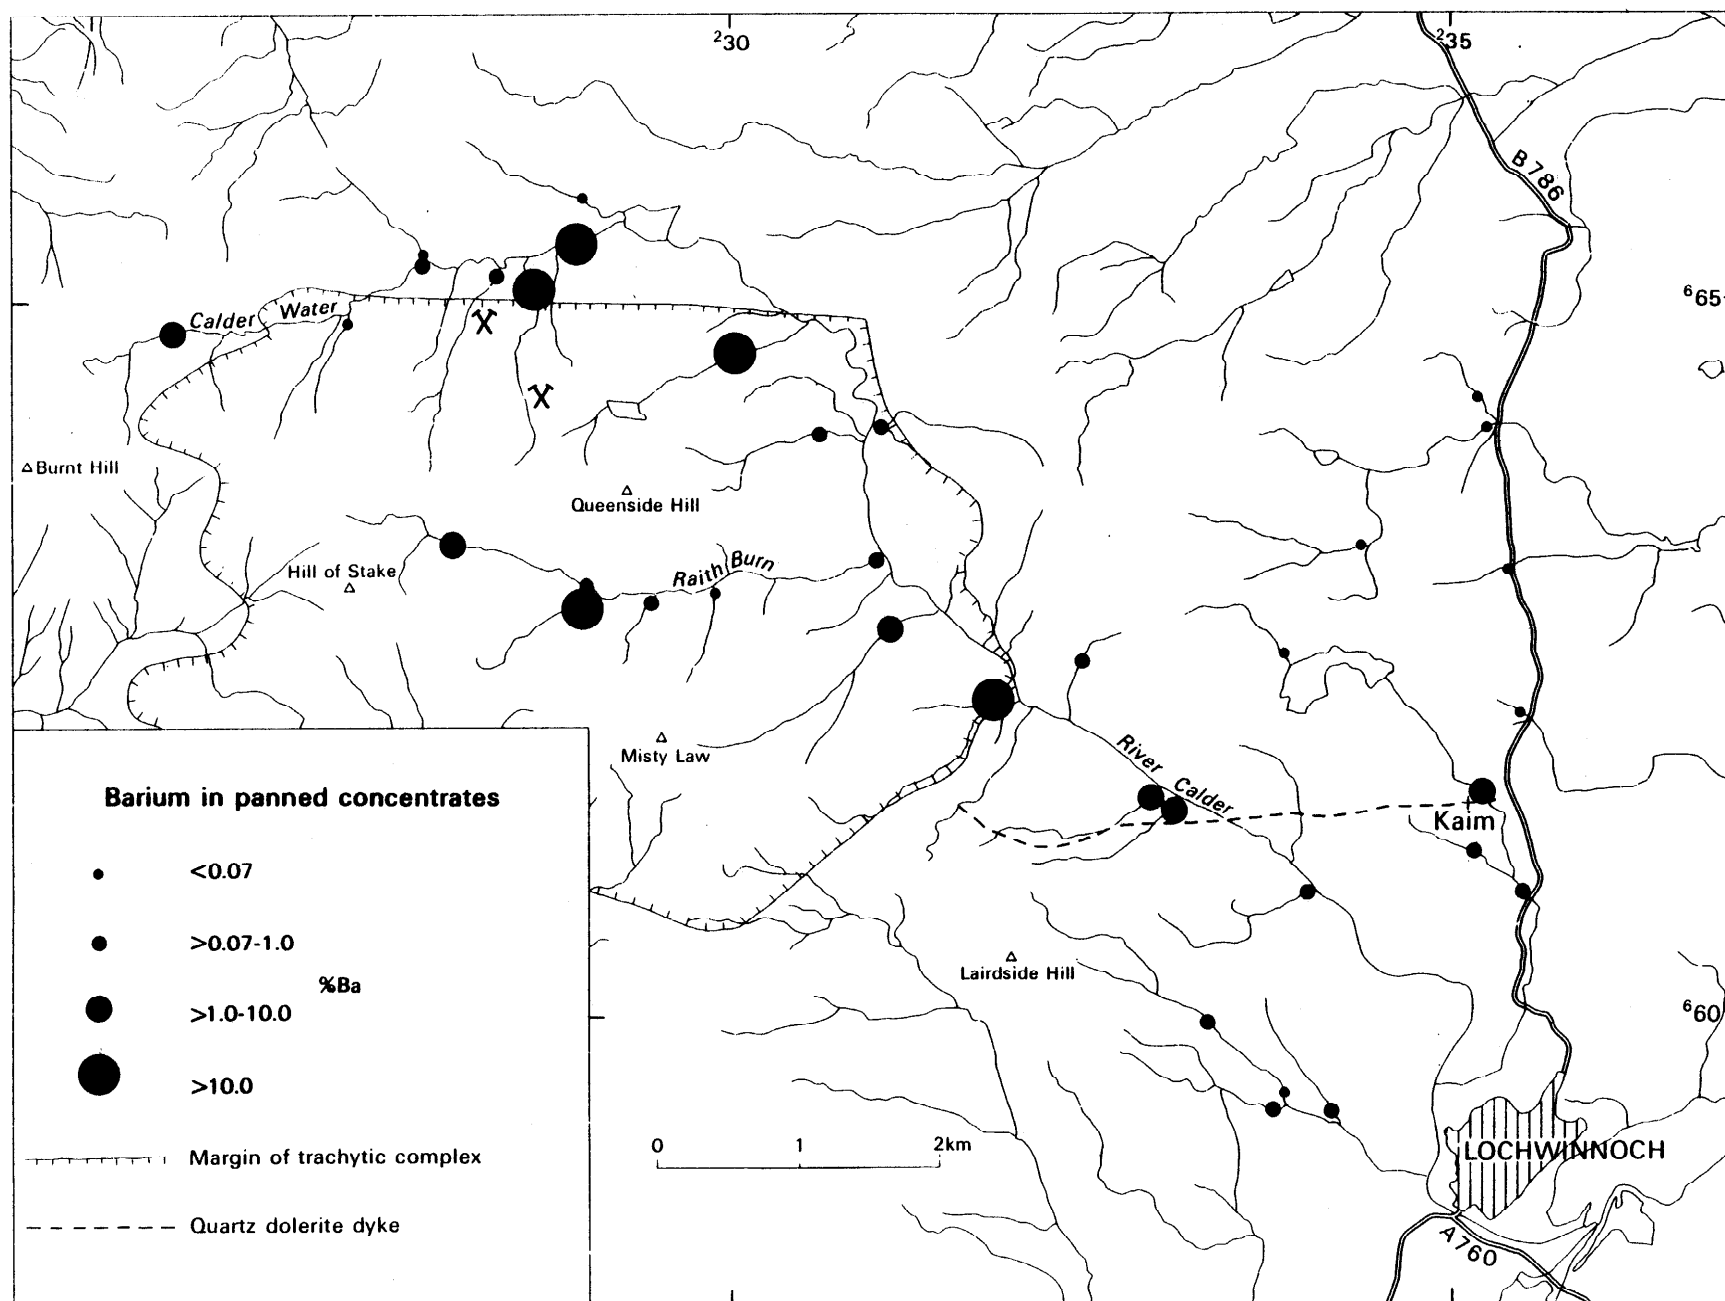 ²30
²35
B 786
⁶65
Calder Water
Burnt Hill
Queenside Hill
Hill of Stake
Raith Burn
Misty Law
River Calder
Kaim
Lairdside Hill
⁶60
LOCHWINNOCH
A 760
0 1 2km
Barium in panned concentrates
<0.07
>0.07-1.0
%Ba
>1.0-10.0
>10.0
Margin of trachytic complex
Quartz dolerite dyke